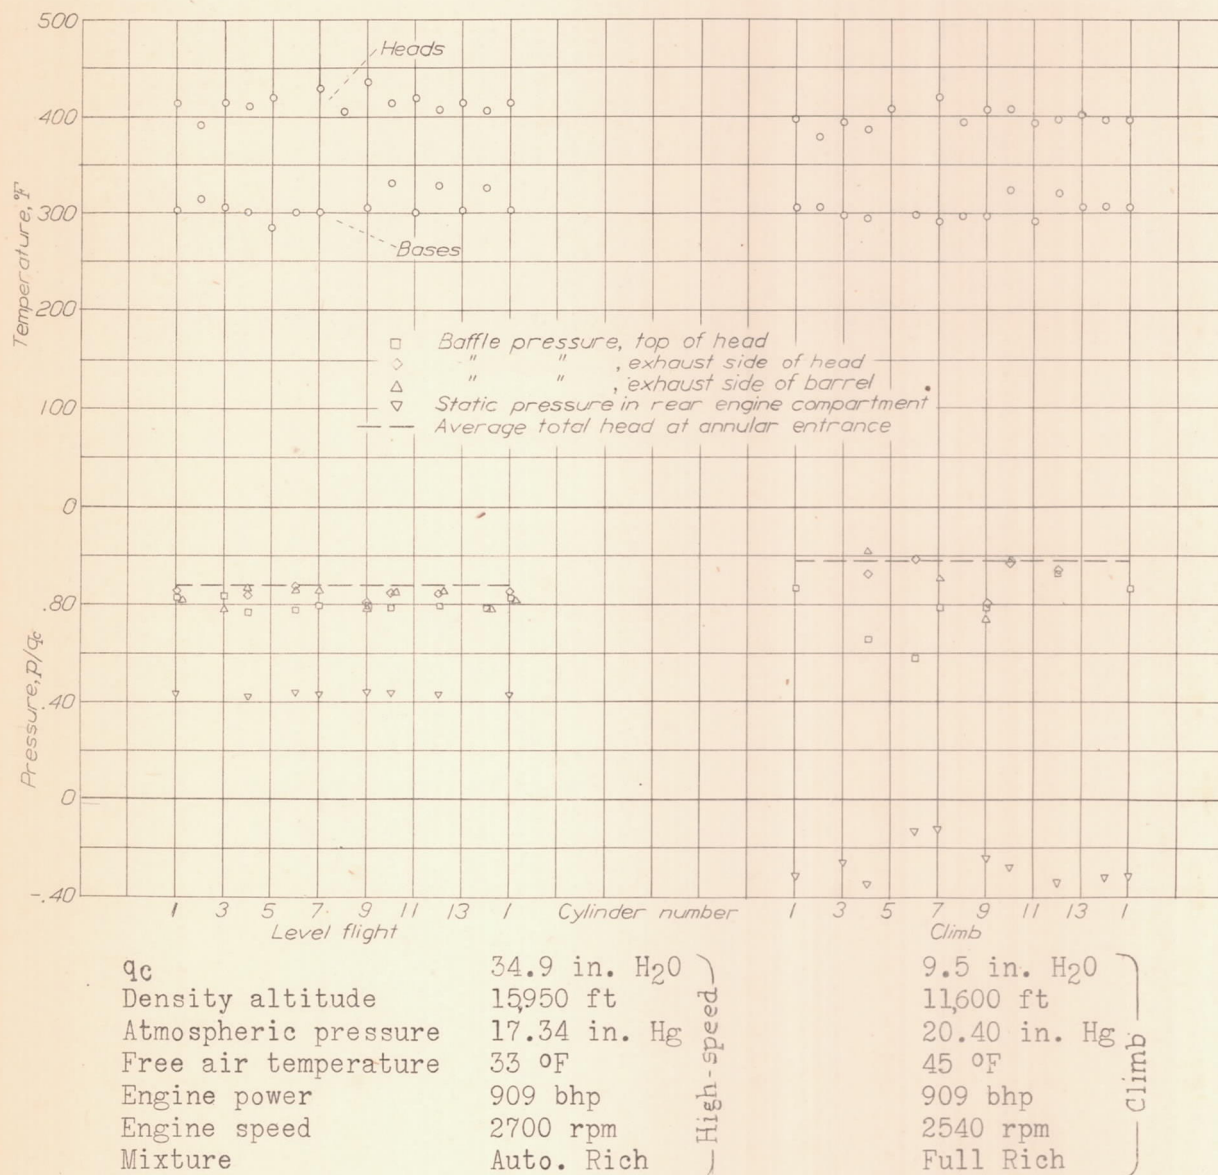 500
Heads
400
300
Bases
200
100
0
Temperature, °F
□ Baffle pressure, top of head
◇ " " , exhaust side of head
△ " " , exhaust side of barrel
▽ Static pressure in rear engine compartment
— — Average total head at annular entrance
.80
.40
0
-.40
Pressure, p/qc
1 3 5 7 9 11 13 1 Cylinder number 1 3 5 7 9 11 13 1
Level flight Climb
qc 34.9 in. H2O 9.5 in. H2O
Density altitude 15,950 ft 11,600 ft
Atmospheric pressure 17.34 in. Hg 20.40 in. Hg
Free air temperature 33 °F 45 °F
Engine power 909 bhp 909 bhp
Engine speed 2700 rpm 2540 rpm
Mixture Auto. Rich Full Rich
High-speed
Climb